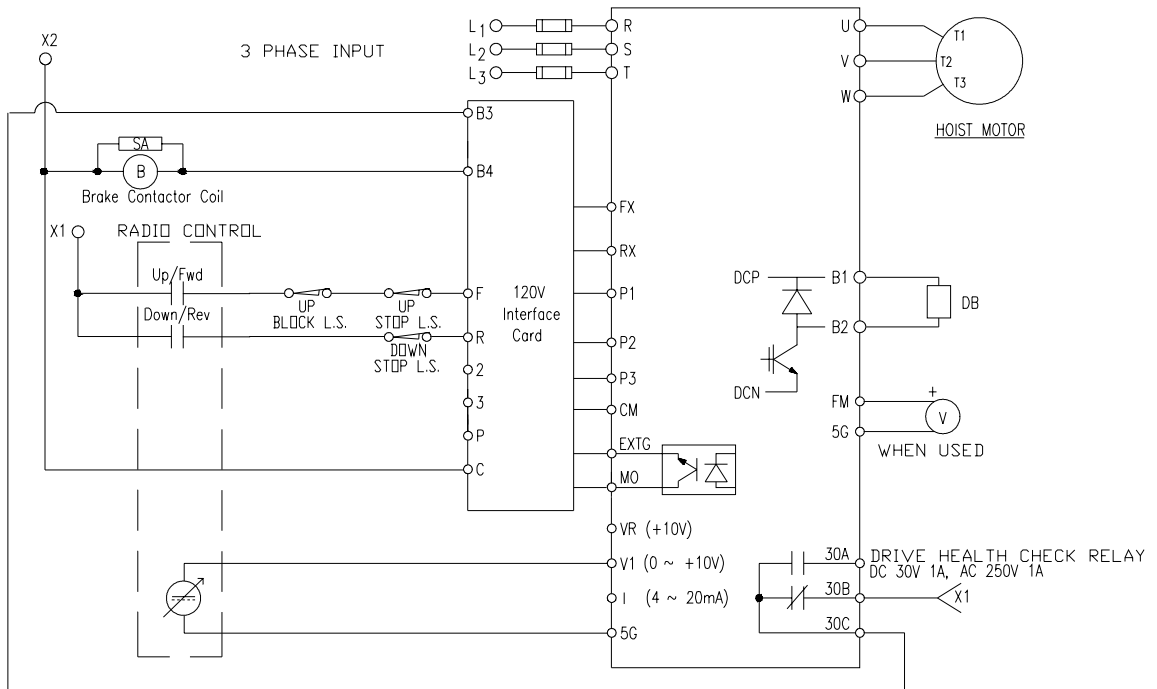 X2
3 PHASE INPUT
L1
L2
L3
R
S
T
U
V
W
T1
T2
T3
HOIST MOTOR
B3
SA
B
B4
Brake Contactor Coil
X1
RADIO CONTROL
Up/Fwd
UP
BLOCK L.S.
UP
STOP L.S.
F
Down/Rev
DOWN
STOP L.S.
R
2
3
P
C
120V
Interface
Card
FX
RX
P1
P2
P3
CM
EXTG
MO
VR (+10V)
V1 (0 ~ +10V)
I (4 ~ 20mA)
5G
DCP
B1
DB
B2
DCN
FM
+
V
5G
WHEN USED
30A
DRIVE HEALTH CHECK RELAY
DC 30V 1A, AC 250V 1A
30B
X1
30C